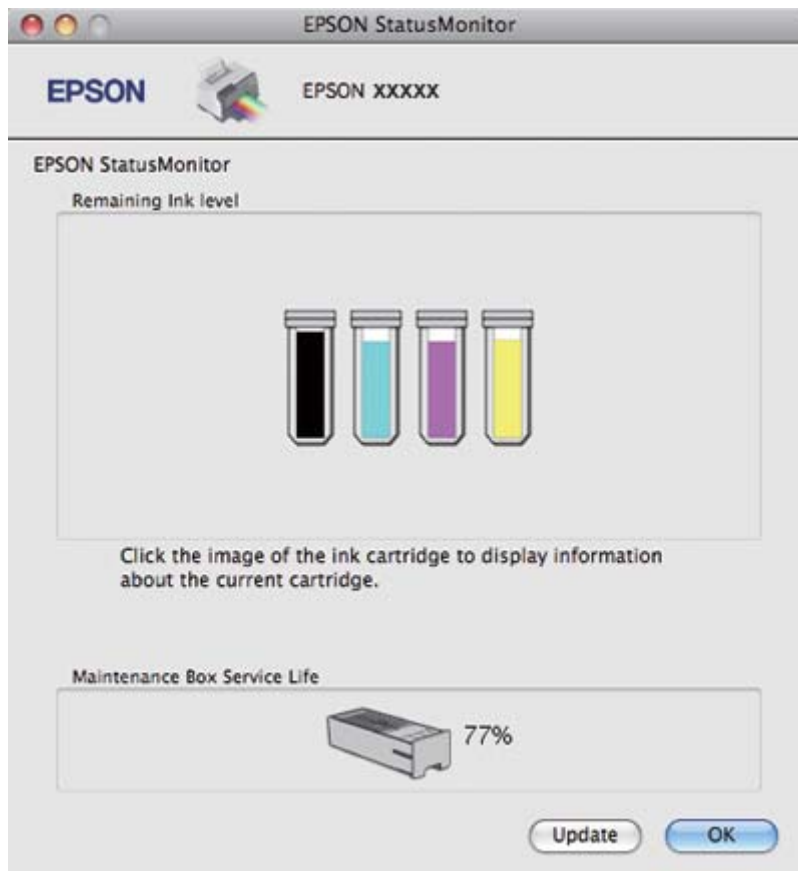 EPSON StatusMonitor
EPSON
EPSON XXXXX
EPSON StatusMonitor
Remaining Ink level
Click the image of the ink cartridge to display information
about the current cartridge.
Maintenance Box Service Life
77%
Update
OK